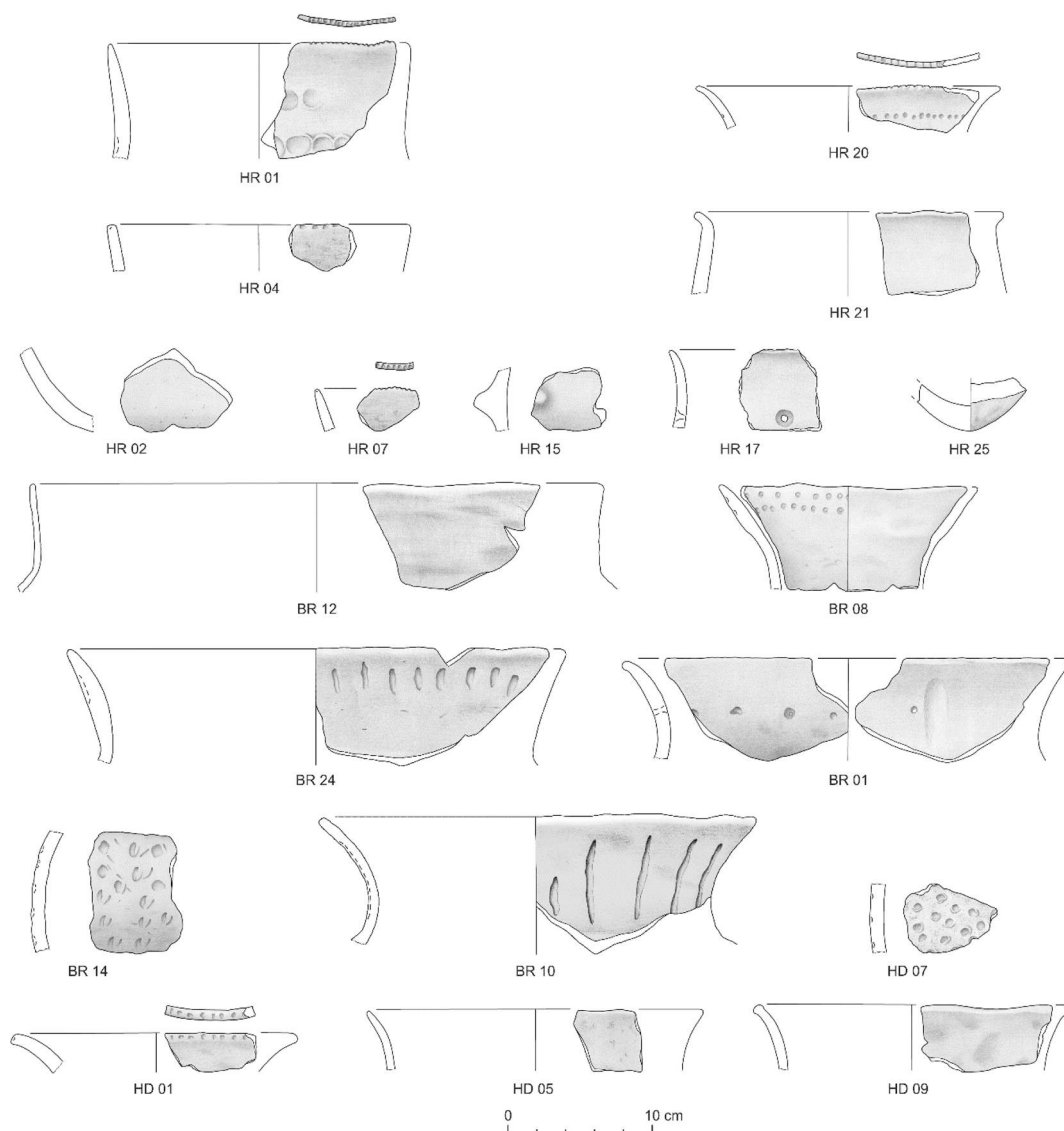 HR 01
HR 20
HR 04
HR 21
HR 02
HR 07
HR 15
HR 17
HR 25
BR 12
BR 08
BR 24
BR 01
BR 14
BR 10
HD 07
HD 01
HD 05
HD 09
0 10 cm